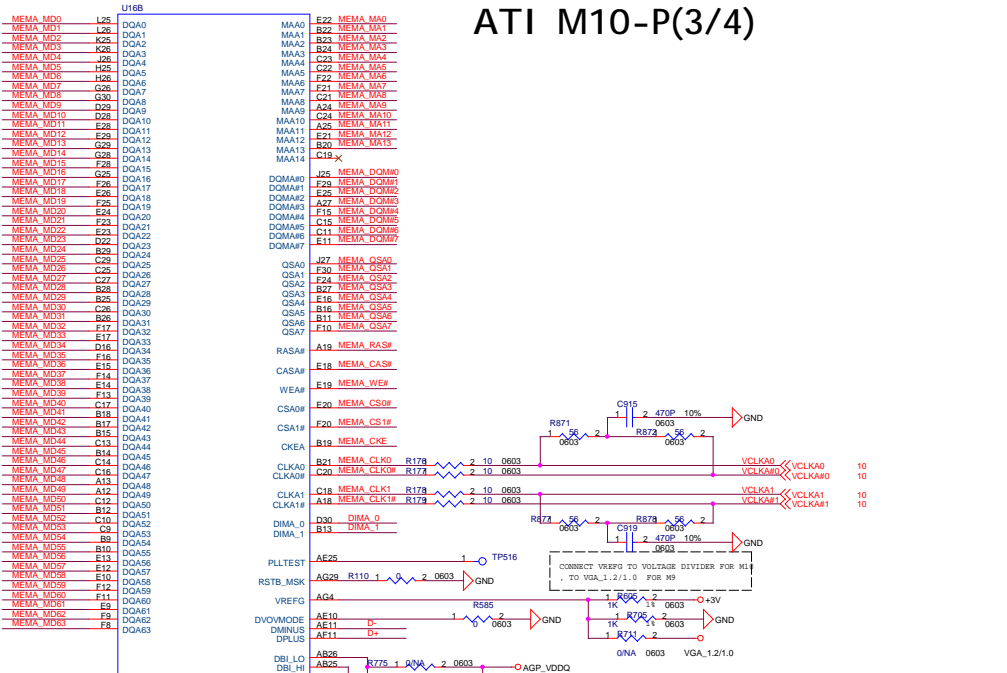 ATI M10-P(3/4)
U16B
MEMA_MD0 L25 DQA0
MEMA_MD1 L26 DQA1
MEMA_MD2 K25 DQA2
MEMA_MD3 K26 DQA3
MEMA_MD4 J26 DQA4
MEMA_MD5 H25 DQA5
MEMA_MD6 H26 DQA6
MEMA_MD7 G26 DQA7
MEMA_MD8 G30 DQA8
MEMA_MD9 D29 DQA9
MEMA_MD10 D28 DQA10
MEMA_MD11 E28 DQA11
MEMA_MD12 E29 DQA12
MEMA_MD13 G29 DQA13
MEMA_MD14 G28 DQA14
MEMA_MD15 F28 DQA15
MEMA_MD16 G25 DQA16
MEMA_MD17 F26 DQA17
MEMA_MD18 E26 DQA18
MEMA_MD19 F25 DQA19
MEMA_MD20 E24 DQA20
MEMA_MD21 F23 DQA21
MEMA_MD22 E23 DQA22
MEMA_MD23 D22 DQA23
MEMA_MD24 B29 DQA24
MEMA_MD25 C29 DQA25
MEMA_MD26 C25 DQA26
MEMA_MD27 C27 DQA27
MEMA_MD28 B28 DQA28
MEMA_MD29 B25 DQA29
MEMA_MD30 C26 DQA30
MEMA_MD31 B26 DQA31
MEMA_MD32 F17 DQA32
MEMA_MD33 E17 DQA33
MEMA_MD34 D16 DQA34
MEMA_MD35 F16 DQA35
MEMA_MD36 E15 DQA36
MEMA_MD37 F14 DQA37
MEMA_MD38 E14 DQA38
MEMA_MD39 F13 DQA39
MEMA_MD40 C17 DQA40
MEMA_MD41 B18 DQA41
MEMA_MD42 B17 DQA42
MEMA_MD43 B15 DQA43
MEMA_MD44 C13 DQA44
MEMA_MD45 B14 DQA45
MEMA_MD46 C14 DQA46
MEMA_MD47 C16 DQA47
MEMA_MD48 A13 DQA48
MEMA_MD49 A12 DQA49
MEMA_MD50 C12 DQA50
MEMA_MD51 B12 DQA51
MEMA_MD52 C10 DQA52
MEMA_MD53 C9 DQA53
MEMA_MD54 B9 DQA54
MEMA_MD55 B10 DQA55
MEMA_MD56 E13 DQA56
MEMA_MD57 E12 DQA57
MEMA_MD58 E10 DQA58
MEMA_MD59 F12 DQA59
MEMA_MD60 F11 DQA60
MEMA_MD61 E9 DQA61
MEMA_MD62 F9 DQA62
MEMA_MD63 F8 DQA63
MAA0 E22 MEMA_MA0
MAA1 B22 MEMA_MA1
MAA2 B23 MEMA_MA2
MAA3 B24 MEMA_MA3
MAA4 C23 MEMA_MA4
MAA5 C22 MEMA_MA5
MAA6 F22 MEMA_MA6
MAA7 F21 MEMA_MA7
MAA8 C21 MEMA_MA8
MAA9 A24 MEMA_MA9
MAA10 C24 MEMA_MA10
MAA11 A25 MEMA_MA11
MAA12 E21 MEMA_MA12
MAA13 B20 MEMA_MA13
MAA14 C19
DQMA#0 J25 MEMA_DQM#0
DQMA#1 F29 MEMA_DQM#1
DQMA#2 E25 MEMA_DQM#2
DQMA#3 A27 MEMA_DQM#3
DQMA#4 F15 MEMA_DQM#4
DQMA#5 C15 MEMA_DQM#5
DQMA#6 C11 MEMA_DQM#6
DQMA#7 E11 MEMA_DQM#7
QSA0 J27 MEMA_QSA0
QSA1 F30 MEMA_QSA1
QSA2 F24 MEMA_QSA2
QSA3 B27 MEMA_QSA3
QSA4 E16 MEMA_QSA4
QSA5 B16 MEMA_QSA5
QSA6 B11 MEMA_QSA6
QSA7 F10 MEMA_QSA7
RASA# A19 MEMA_RAS#
CASA# E18 MEMA_CAS#
WEA# E19 MEMA_WE#
CSA0# E20 MEMA_CS0#
CSA1# F20 MEMA_CS1#
CKEA B19 MEMA_CKE
C915
1 2 470P 10% GND
0603
R871 R872
1 56 2 1 56 2
0603 0603
CLKA0 B21 MEMA_CLK0 R176 1 2 10 0603 VCLKA0 VCLKA0 10
CLKA0# C20 MEMA_CLK0# R177 1 2 10 0603 VCLKA#0 VCLKA#0 10
CLKA1 C18 MEMA_CLK1 R178 1 2 10 0603 VCLKA1 VCLKA1 10
CLKA1# A18 MEMA_CLK1# R179 1 2 10 0603 VCLKA#1 VCLKA#1 10
R877 56 2 R878 56 2
0603 0603
C919
1 2 470P 10% GND
0603
DIMA_0 D30 DIMA_0
DIMA_1 B13 DIMA_1
PLLTEST AE25 1 TP516
CONNECT VREFG TO VOLTAGE DIVIDER FOR M10
, TO VGA_1.2/1.0 FOR M9
RSTB_MSK AG29 R110 1 0 2 0603 GND
VREFG AG4
R605 2 +3V
1K 1% 0603
R705 2 GND
1K 1% 0603
R711 2
0/NA 0603 VGA_1.2/1.0
DVOVMODE AE10 1 R585 2 GND
0 0603
DMINUS AE11 D-
DPLUS AF11 D+
DBI_LO AB26
DBI_HI AB25 R775 1 0/NA 2 0603 AGP_VDDQ